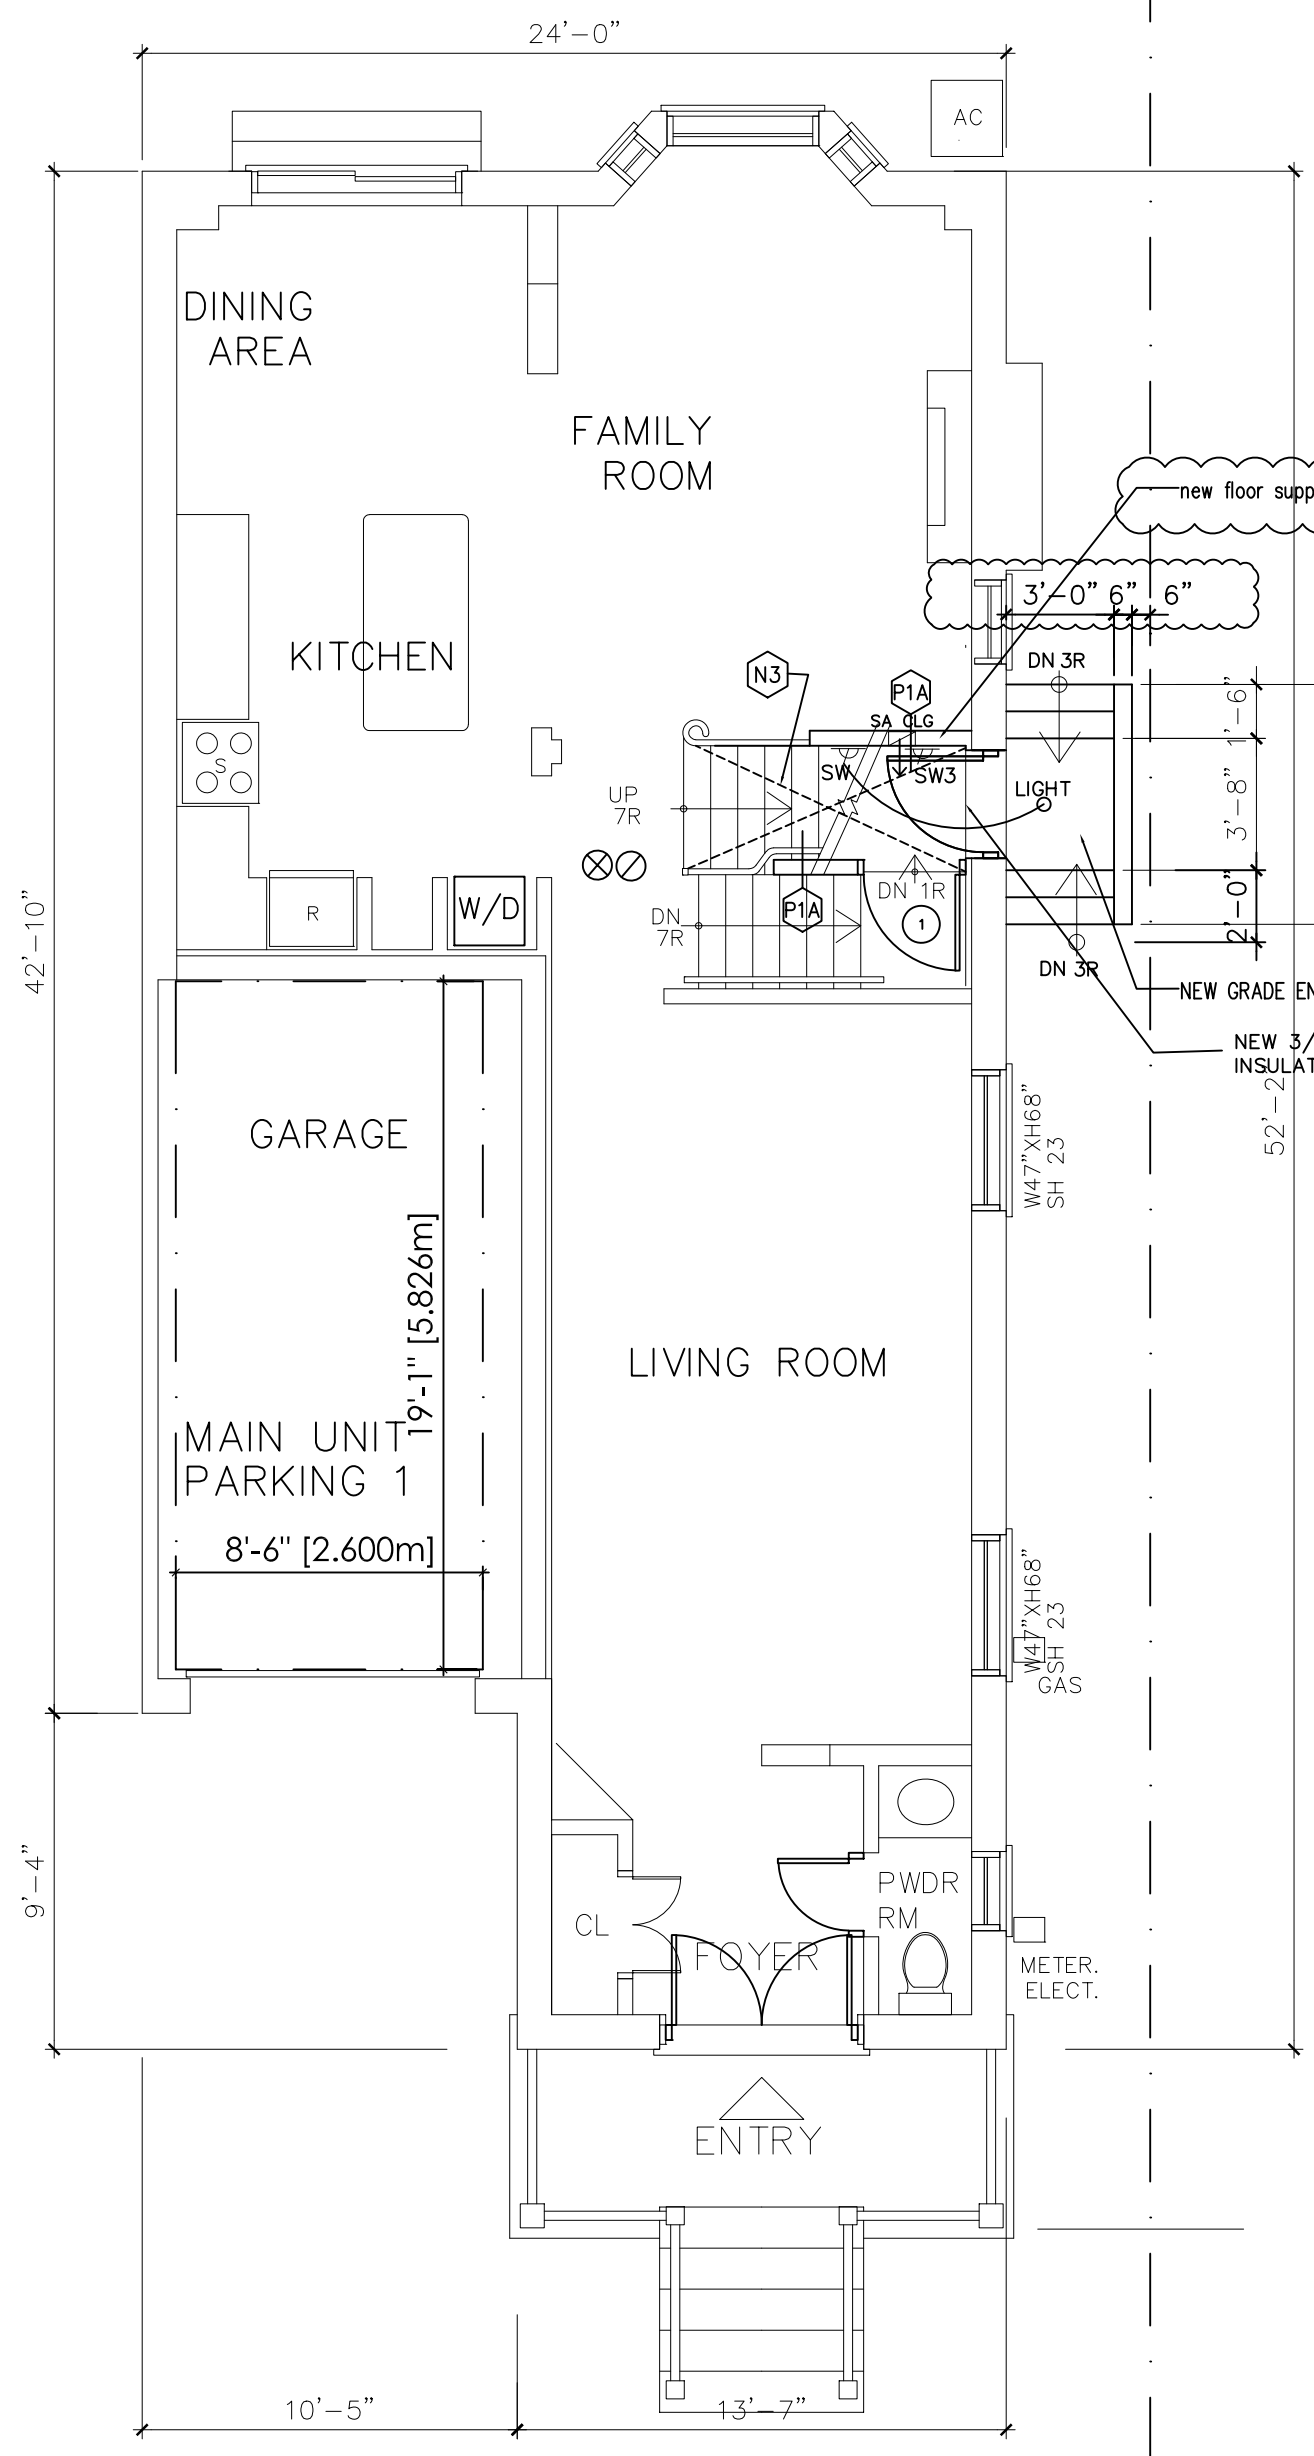 24'-0"
AC
DINING
AREA
FAMILY
ROOM
new floor supp
3'-0" 6" 6"
KITCHEN
N3
P1A
DN 3R
1'-6"
SA CLG
S
SW
SW3
UP
7R
LIGHT
3'-8"
R
W/D
DN
7R
P1A
DN 1R
1
2'-0"
DN 3R
42'-10"
NEW GRADE EN
NEW 3/
INSULAT
52'-2"
GARAGE
W47"XH68"
SH 23
19'-1" [5.826m]
LIVING ROOM
MAIN UNIT
PARKING 1
8'-6" [2.600m]
W47"XH68"
SH 23
GAS
9'-4"
PWDR
RM
CL
FOYER
METER.
ELECT.
ENTRY
10'-5"
13'-7"